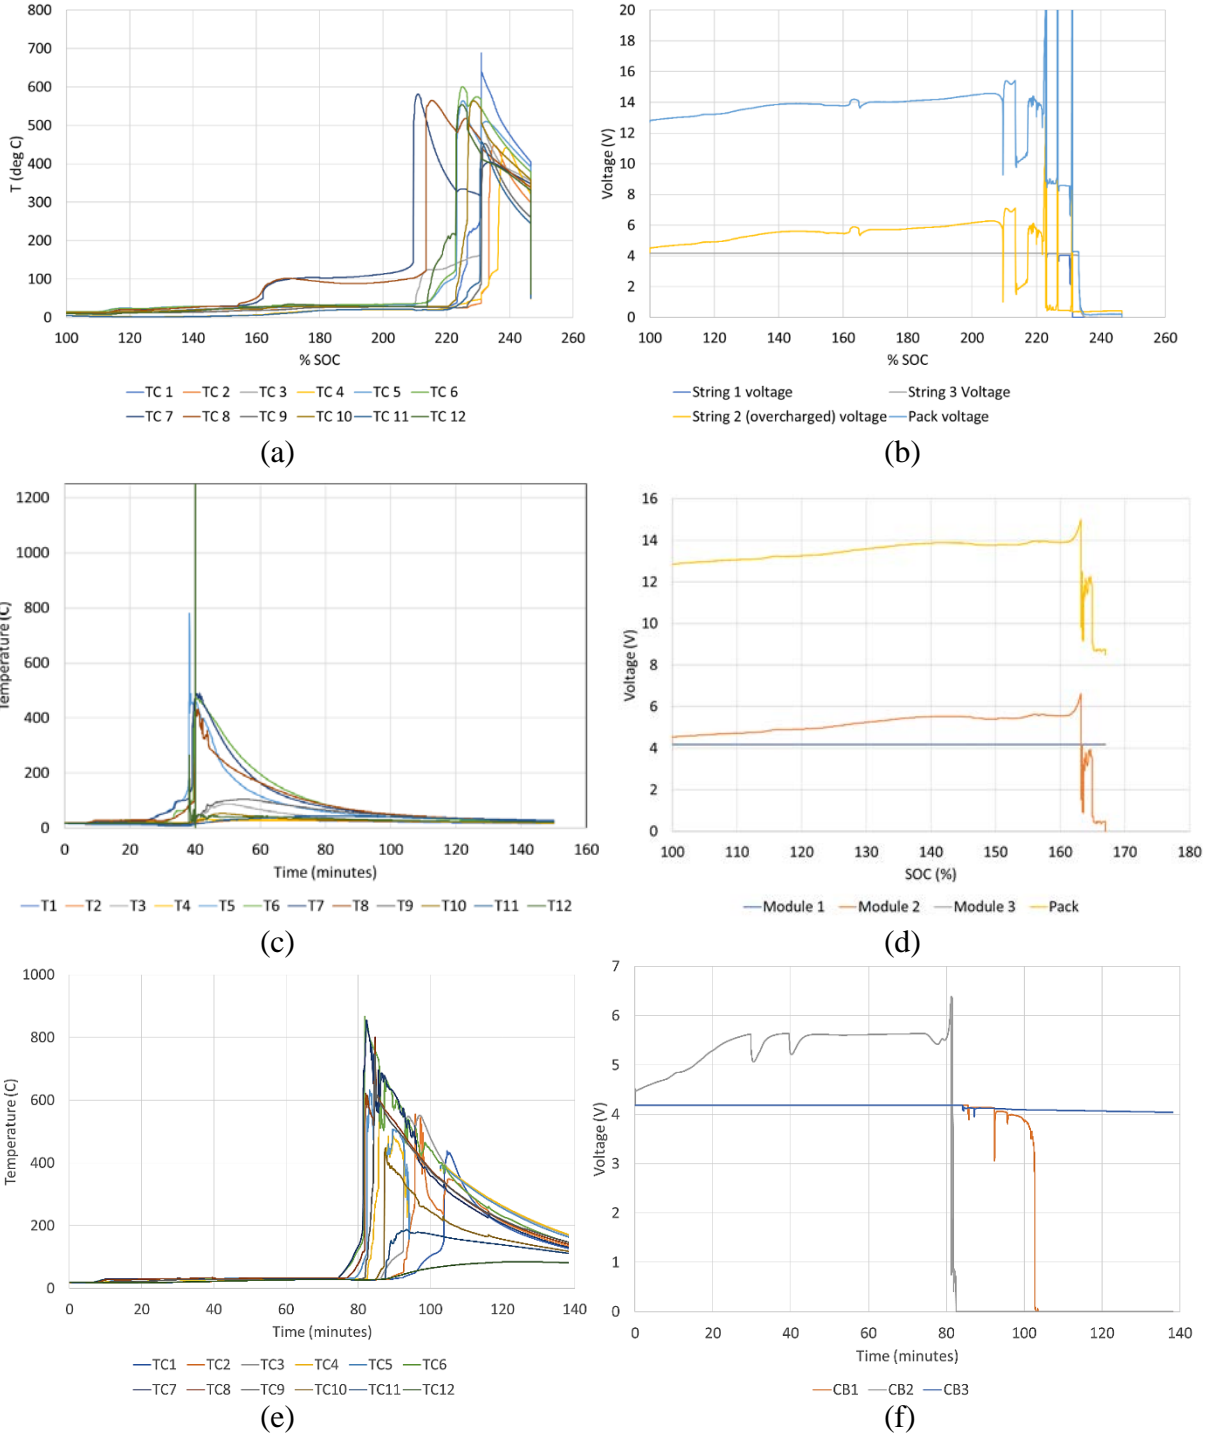 800
700
600
500
400
300
200
100
0
T (deg C)
100 120 140 160 180 200 220 240 260
% SOC
TC 1 TC 2 TC 3 TC 4 TC 5 TC 6
TC 7 TC 8 TC 9 TC 10 TC 11 TC 12
(a)
20
18
16
14
12
10
8
6
4
2
0
Voltage (V)
100 120 140 160 180 200 220 240 260
% SOC
String 1 voltage String 3 Voltage
String 2 (overcharged) voltage Pack voltage
(b)
1200
1000
800
600
400
200
0
Temperature (C)
0 20 40 60 80 100 120 140 160
Time (minutes)
T1 T2 T3 T4 T5 T6 T7 T8 T9 T10 T11 T12
(c)
16
14
12
10
8
6
4
2
0
Voltage (V)
100 110 120 130 140 150 160 170 180
SOC (%)
Module 1 Module 2 Module 3 Pack
(d)
1000
800
600
400
200
0
Temperature (C)
0 20 40 60 80 100 120 140
Time (minutes)
TC1 TC2 TC3 TC4 TC5 TC6
TC7 TC8 TC9 TC10 TC11 TC12
(e)
7
6
5
4
3
2
1
0
Voltage (V)
0 20 40 60 80 100 120 140
Time (minutes)
CB1 CB2 CB3
(f)